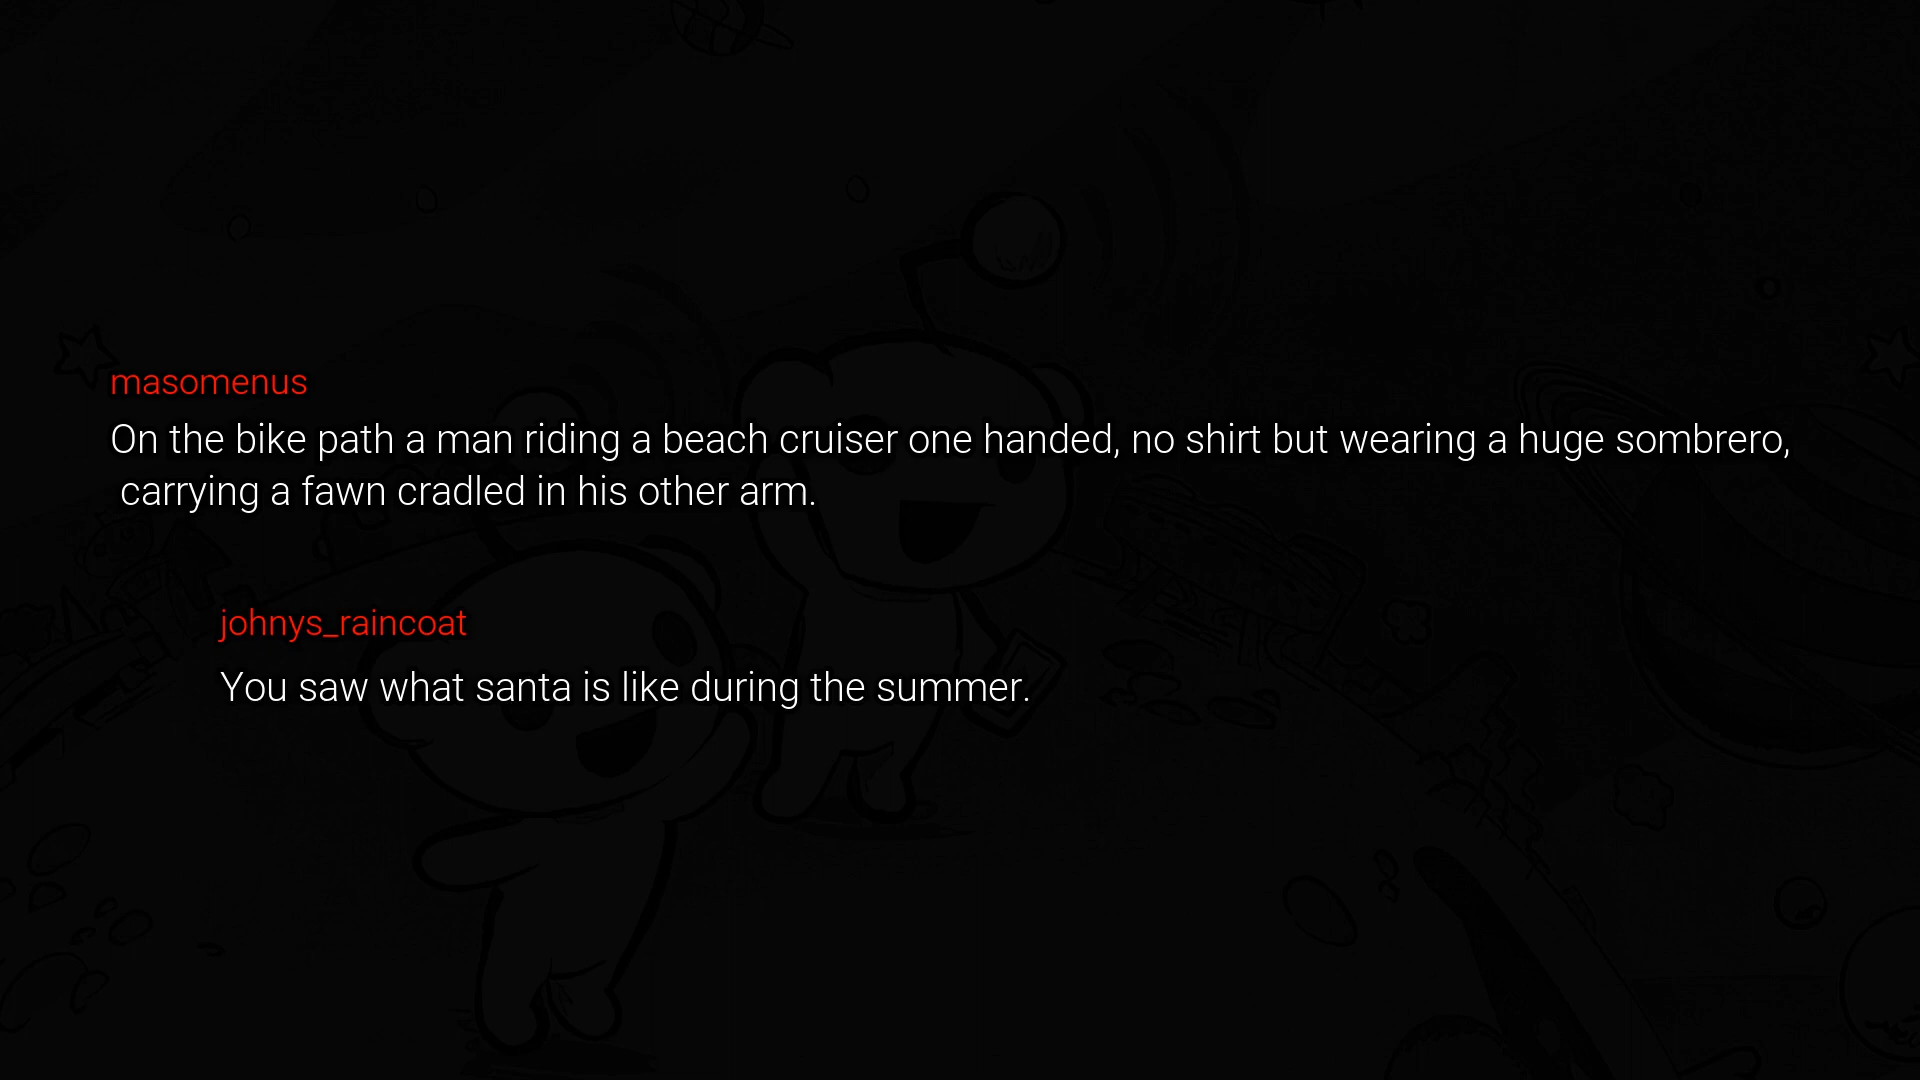 masomenus
On the bike path a man riding a beach cruiser one handed, no shirt but wearing a huge sombrero,
carrying a fawn cradled in his other arm.
johnys_raincoat
You saw what santa is like during the summer.